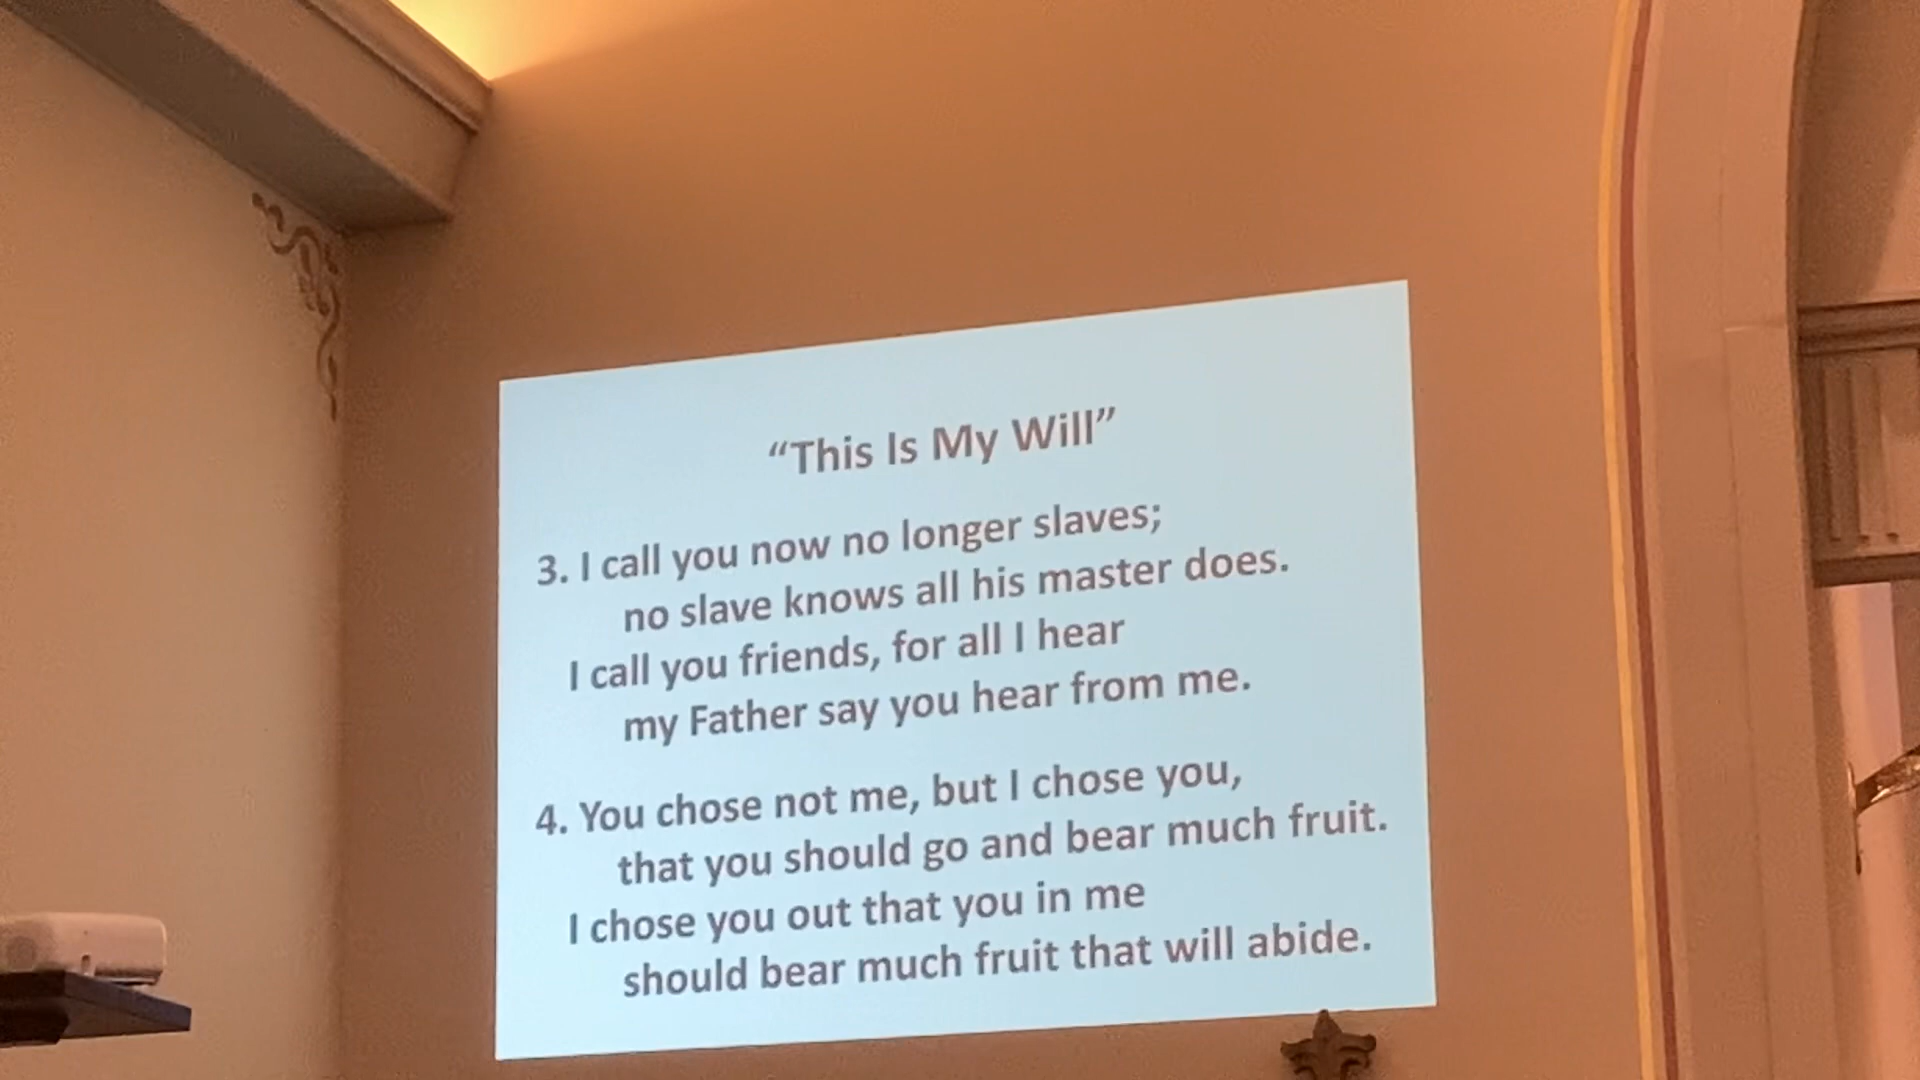 “This Is My Will”
3. I call you now no longer slaves;
no slave knows all his master does.
I call you friends, for all I hear
my Father say you hear from me.
4. You chose not me, but I chose you,
that you should go and bear much fruit.
I chose you out that you in me
should bear much fruit that will abide.